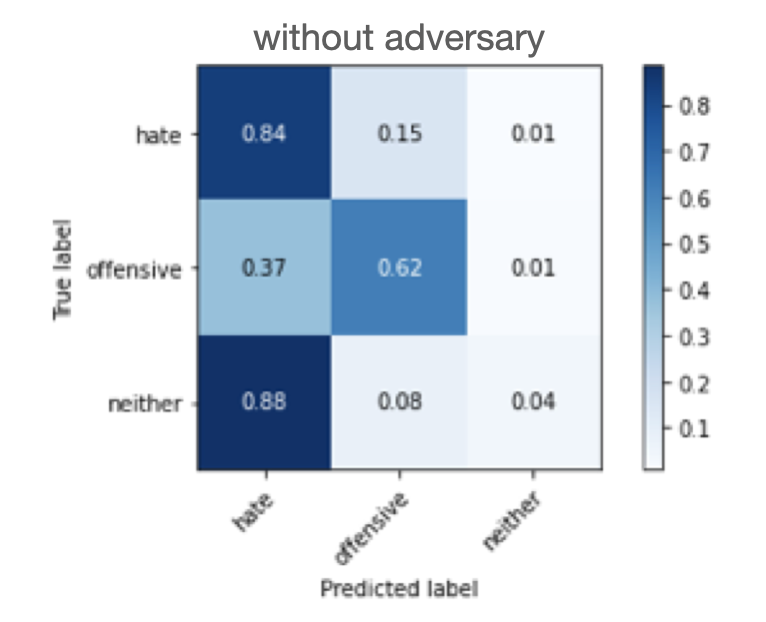 without adversary
0.8
hate
0.84
0.15
0.01
0.7
0.6
True label
offensive
0.37
0.62
0.01
0.5
0.4
0.3
neither
0.88
0.08
0.04
0.2
0.1
hate
offensive
neither
Predicted label